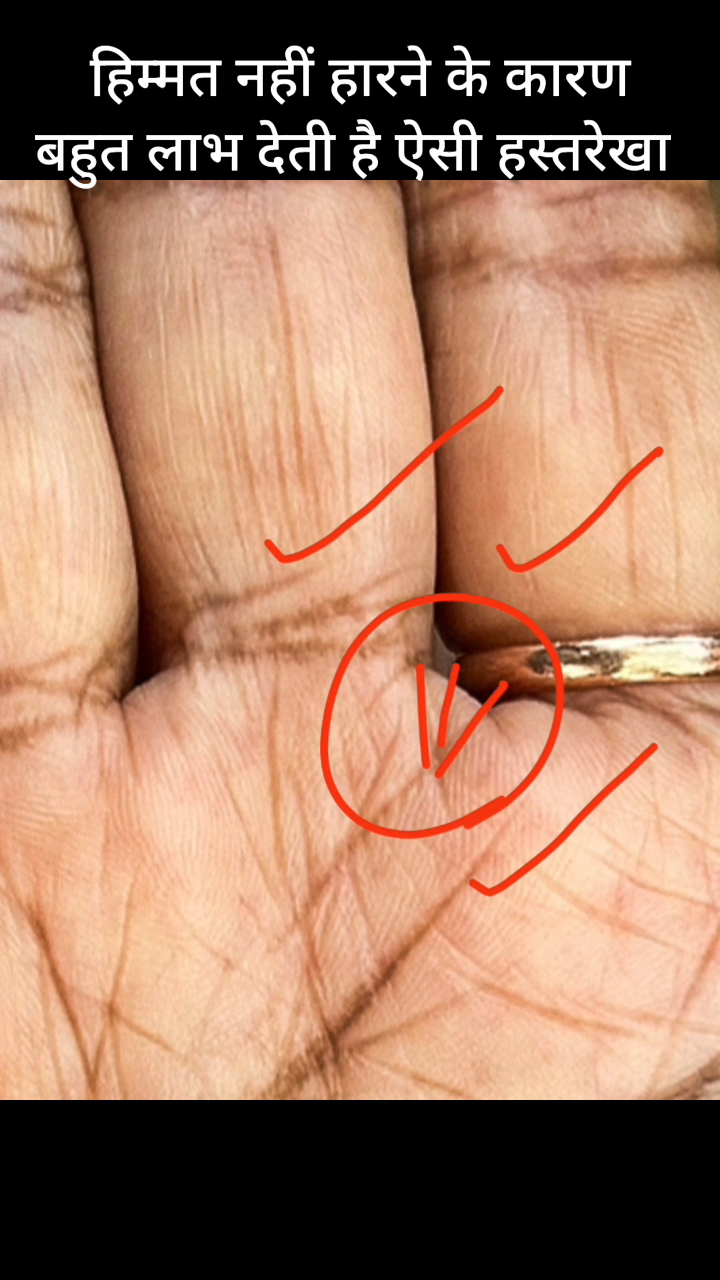 हिम्मत नहीं हारने के कारण
बहुत लाभ देती है ऐसी हस्तरेखा